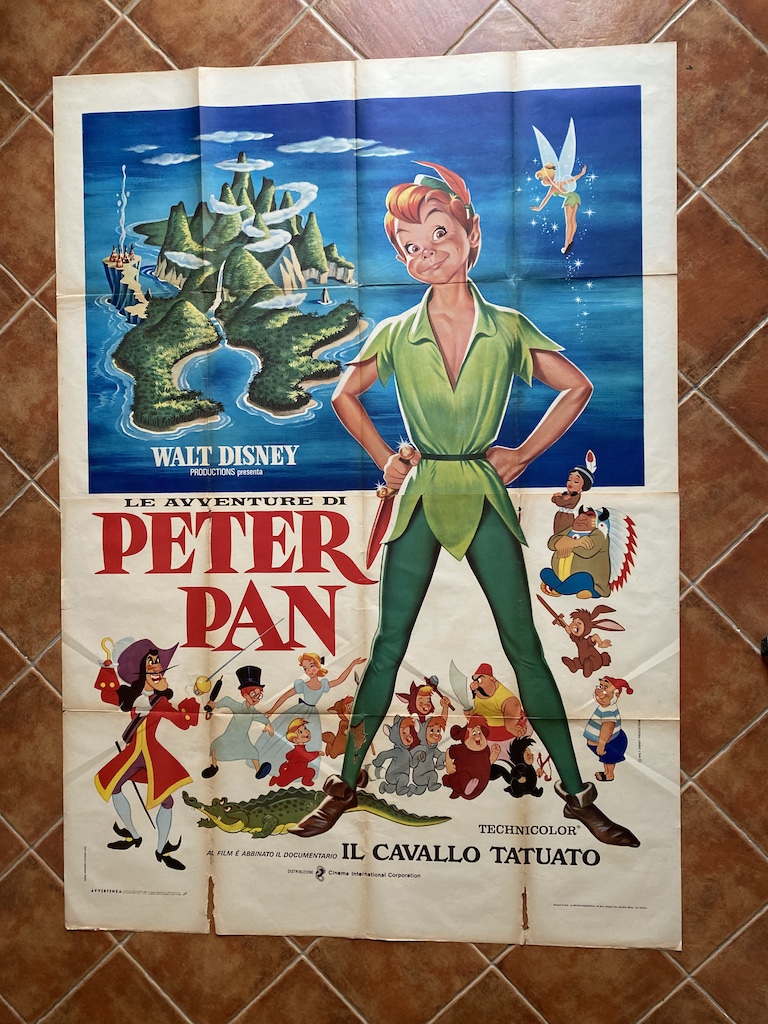 WALT DISNEY
PRODUCTIONS presenta
LE AVVENTURE DI
PETER
PAN
TECHNICOLOR®
AL FILM È ABBINATO IL DOCUMENTARIO IL CAVALLO TATUATO
DISTRIBUZIONE Cinema International Corporation
AVVERTENZA